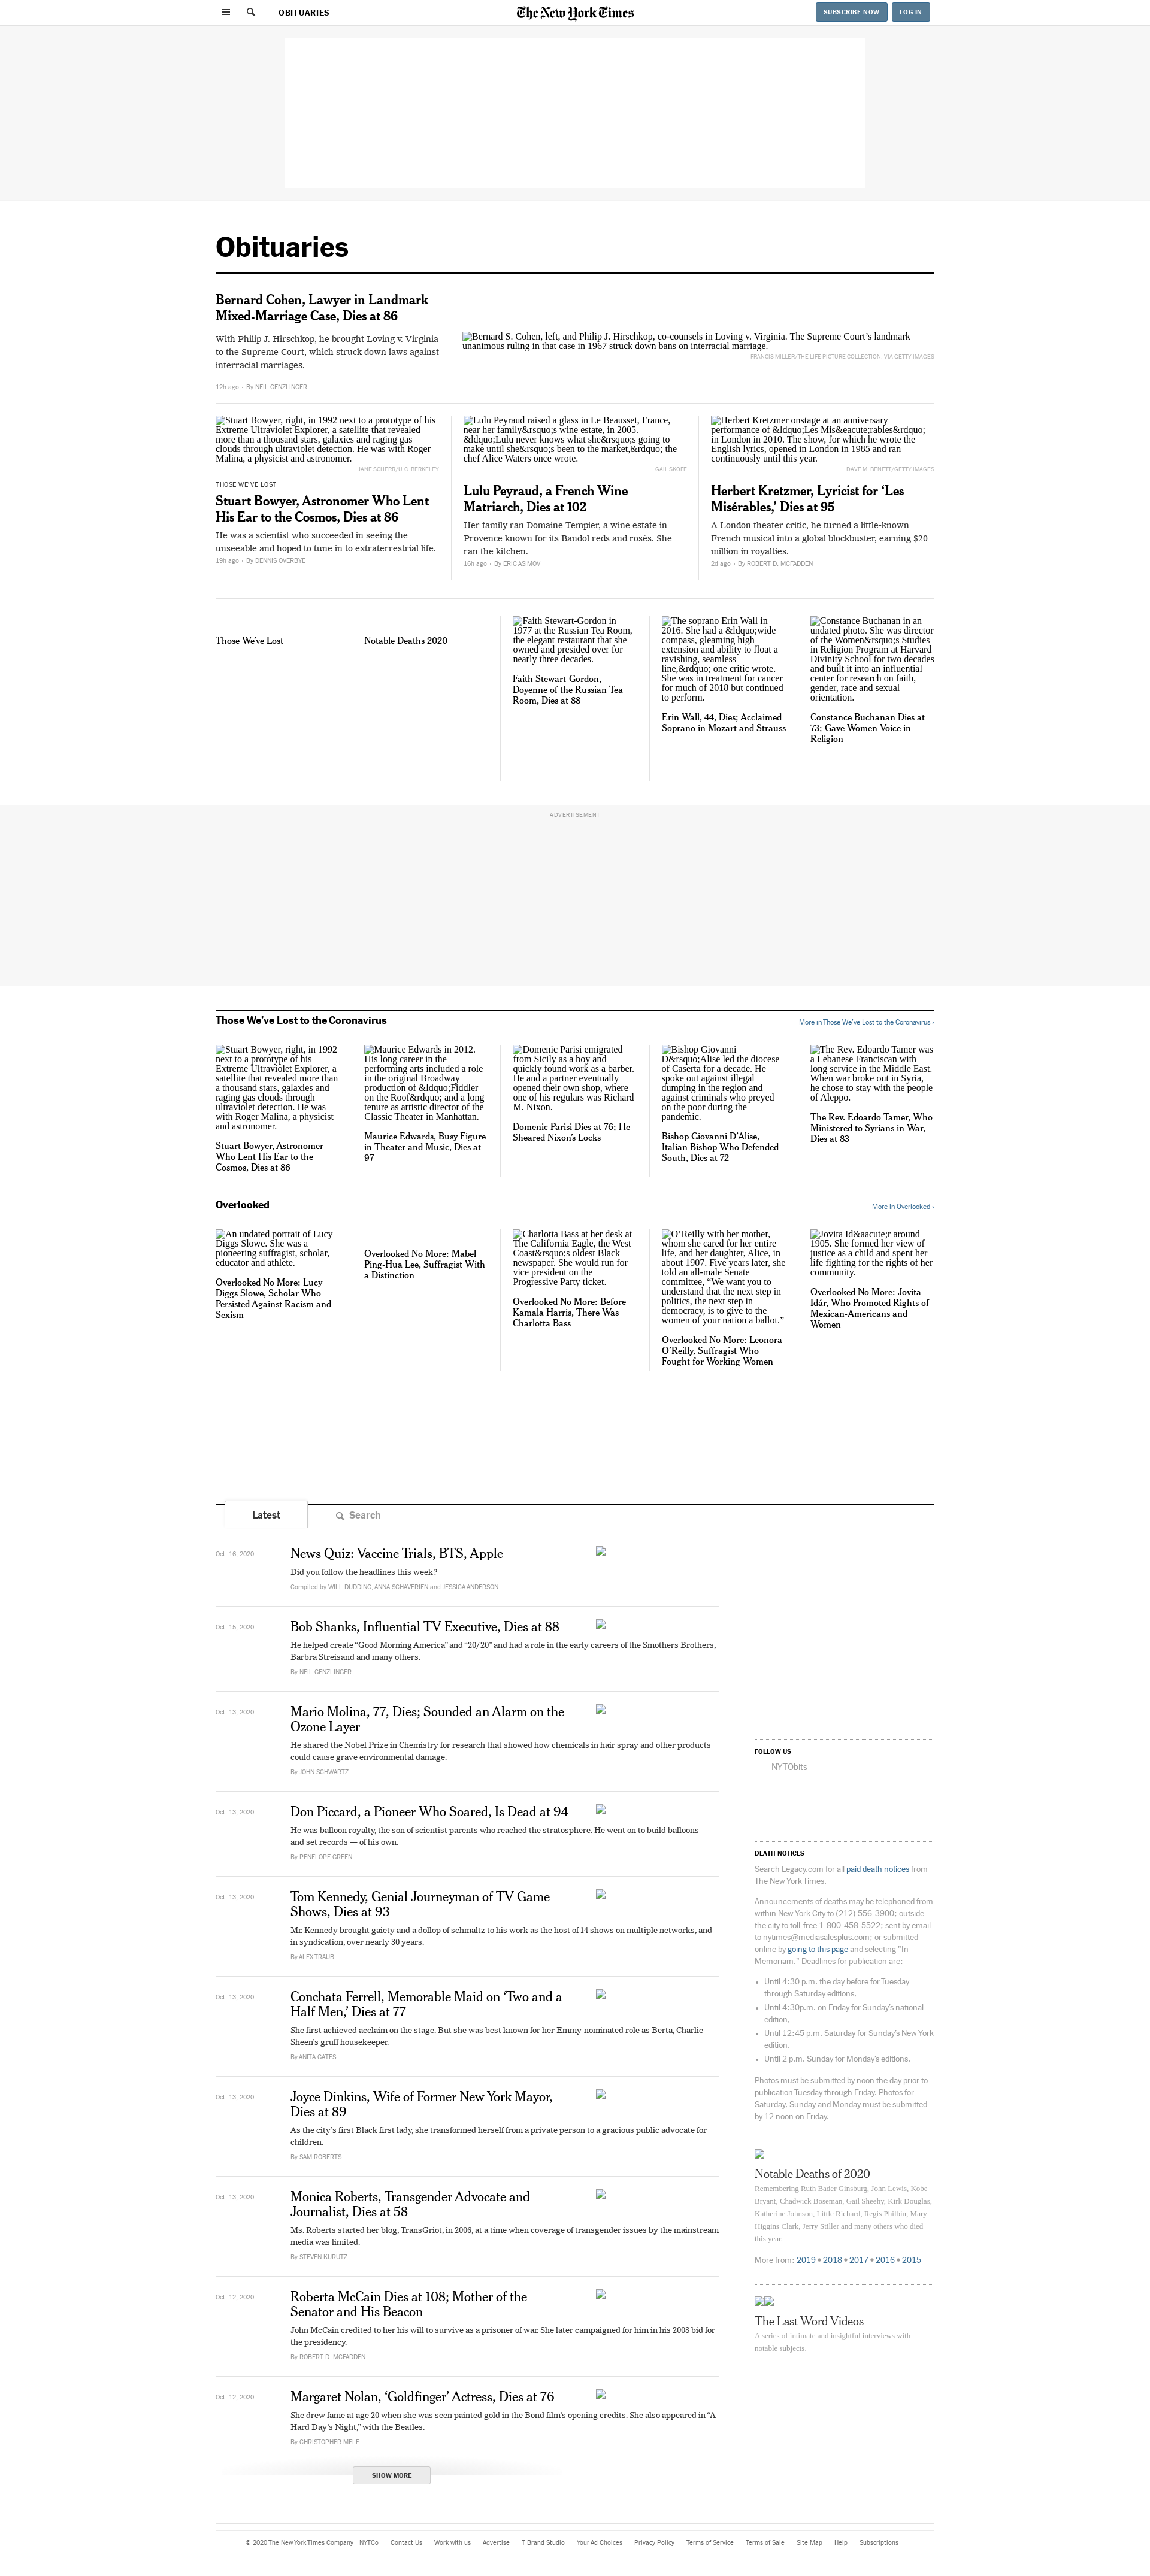 OBITUARIES
The New York Times
SUBSCRIBE NOW
LOG IN
Obituaries
Bernard Cohen, Lawyer in Landmark
Mixed-Marriage Case, Dies at 86
With Philip J. Hirschkop, he brought Loving v. Virginia
to the Supreme Court, which struck down laws against
interracial marriages.
12h ago · By NEIL GENZLINGER
Bernard S. Cohen, left, and Philip J. Hirschkop, co-counsels in Loving v. Virginia. The Supreme Court’s landmark
unanimous ruling in that case in 1967 struck down bans on interracial marriage.
FRANCIS MILLER/THE LIFE PICTURE COLLECTION, VIA GETTY IMAGES
Stuart Bowyer, right, in 1992 next to a prototype of his
Extreme Ultraviolet Explorer, a satellite that revealed
more than a thousand stars, galaxies and raging gas
clouds through ultraviolet detection. He was with Roger
Malina, a physicist and astronomer.
JANE SCHERR/U.C. BERKELEY
THOSE WE’VE LOST
Stuart Bowyer, Astronomer Who Lent
His Ear to the Cosmos, Dies at 86
He was a scientist who succeeded in seeing the
unseeable and hoped to tune in to extraterrestrial life.
19h ago · By DENNIS OVERBYE
Lulu Peyraud raised a glass in Le Beausset, France,
near her family&rsquo;s wine estate, in 2005.
&ldquo;Lulu never knows what she&rsquo;s going to
make until she&rsquo;s been to the market,&rdquo; the
chef Alice Waters once wrote.
GAIL SKOFF
Lulu Peyraud, a French Wine
Matriarch, Dies at 102
Her family ran Domaine Tempier, a wine estate in
Provence known for its Bandol reds and rosés. She
ran the kitchen.
16h ago · By ERIC ASIMOV
Herbert Kretzmer onstage at an anniversary
performance of &ldquo;Les Mis&eacute;rables&rdquo;
in London in 2010. The show, for which he wrote the
English lyrics, opened in London in 1985 and ran
continuously until this year.
DAVE M. BENETT/GETTY IMAGES
Herbert Kretzmer, Lyricist for ‘Les
Misérables,’ Dies at 95
A London theater critic, he turned a little-known
French musical into a global blockbuster, earning $20
million in royalties.
2d ago · By ROBERT D. MCFADDEN
Those We’ve Lost
Notable Deaths 2020
Faith Stewart-Gordon in
1977 at the Russian Tea Room,
the elegant restaurant that she
owned and presided over for
nearly three decades.
Faith Stewart-Gordon,
Doyenne of the Russian Tea
Room, Dies at 88
The soprano Erin Wall in
2016. She had a &ldquo;wide
compass, gleaming high
extension and ability to float a
ravishing, seamless
line,&rdquo; one critic wrote.
She was in treatment for cancer
for much of 2018 but continued
to perform.
Erin Wall, 44, Dies; Acclaimed
Soprano in Mozart and Strauss
Constance Buchanan in an
undated photo. She was director
of the Women&rsquo;s Studies
in Religion Program at Harvard
Divinity School for two decades
and built it into an influential
center for research on faith,
gender, race and sexual
orientation.
Constance Buchanan Dies at
73; Gave Women Voice in
Religion
ADVERTISEMENT
Those We’ve Lost to the Coronavirus
More in Those We’ve Lost to the Coronavirus ›
Stuart Bowyer, right, in 1992
next to a prototype of his
Extreme Ultraviolet Explorer, a
satellite that revealed more than
a thousand stars, galaxies and
raging gas clouds through
ultraviolet detection. He was
with Roger Malina, a physicist
and astronomer.
Stuart Bowyer, Astronomer
Who Lent His Ear to the
Cosmos, Dies at 86
Maurice Edwards in 2012.
His long career in the
performing arts included a role
in the original Broadway
production of &ldquo;Fiddler
on the Roof&rdquo; and a long
tenure as artistic director of the
Classic Theater in Manhattan.
Maurice Edwards, Busy Figure
in Theater and Music, Dies at
97
Domenic Parisi emigrated
from Sicily as a boy and
quickly found work as a barber.
He and a partner eventually
opened their own shop, where
one of his regulars was Richard
M. Nixon.
Domenic Parisi Dies at 76; He
Sheared Nixon’s Locks
Bishop Giovanni
D&rsquo;Alise led the diocese
of Caserta for a decade. He
spoke out against illegal
dumping in the region and
against criminals who preyed
on the poor during the
pandemic.
Bishop Giovanni D’Alise,
Italian Bishop Who Defended
South, Dies at 72
The Rev. Edoardo Tamer was
a Lebanese Franciscan with
long service in the Middle East.
When war broke out in Syria,
he chose to stay with the people
of Aleppo.
The Rev. Edoardo Tamer, Who
Ministered to Syrians in War,
Dies at 83
Overlooked
More in Overlooked ›
An undated portrait of Lucy
Diggs Slowe. She was a
pioneering suffragist, scholar,
educator and athlete.
Overlooked No More: Lucy
Diggs Slowe, Scholar Who
Persisted Against Racism and
Sexism
Overlooked No More: Mabel
Ping-Hua Lee, Suffragist With
a Distinction
Charlotta Bass at her desk at
The California Eagle, the West
Coast&rsquo;s oldest Black
newspaper. She would run for
vice president on the
Progressive Party ticket.
Overlooked No More: Before
Kamala Harris, There Was
Charlotta Bass
O’Reilly with her mother,
whom she cared for her entire
life, and her daughter, Alice, in
about 1907. Five years later, she
told an all-male Senate
committee, “We want you to
understand that the next step in
politics, the next step in
democracy, is to give to the
women of your nation a ballot.”
Overlooked No More: Leonora
O’Reilly, Suffragist Who
Fought for Working Women
Jovita Id&aacute;r around
1905. She formed her view of
justice as a child and spent her
life fighting for the rights of her
community.
Overlooked No More: Jovita
Idár, Who Promoted Rights of
Mexican-Americans and
Women
Latest
Search
Oct. 16, 2020
News Quiz: Vaccine Trials, BTS, Apple
Did you follow the headlines this week?
Compiled by WILL DUDDING, ANNA SCHAVERIEN and JESSICA ANDERSON
Oct. 15, 2020
Bob Shanks, Influential TV Executive, Dies at 88
He helped create “Good Morning America” and “20/20” and had a role in the early careers of the Smothers Brothers,
Barbra Streisand and many others.
By NEIL GENZLINGER
Oct. 13, 2020
Mario Molina, 77, Dies; Sounded an Alarm on the
Ozone Layer
He shared the Nobel Prize in Chemistry for research that showed how chemicals in hair spray and other products
could cause grave environmental damage.
By JOHN SCHWARTZ
Oct. 13, 2020
Don Piccard, a Pioneer Who Soared, Is Dead at 94
He was balloon royalty, the son of scientist parents who reached the stratosphere. He went on to build balloons —
and set records — of his own.
By PENELOPE GREEN
Oct. 13, 2020
Tom Kennedy, Genial Journeyman of TV Game
Shows, Dies at 93
Mr. Kennedy brought gaiety and a dollop of schmaltz to his work as the host of 14 shows on multiple networks, and
in syndication, over nearly 30 years.
By ALEX TRAUB
Oct. 13, 2020
Conchata Ferrell, Memorable Maid on ‘Two and a
Half Men,’ Dies at 77
She first achieved acclaim on the stage. But she was best known for her Emmy-nominated role as Berta, Charlie
Sheen’s gruff housekeeper.
By ANITA GATES
Oct. 13, 2020
Joyce Dinkins, Wife of Former New York Mayor,
Dies at 89
As the city’s first Black first lady, she transformed herself from a private person to a gracious public advocate for
children.
By SAM ROBERTS
Oct. 13, 2020
Monica Roberts, Transgender Advocate and
Journalist, Dies at 58
Ms. Roberts started her blog, TransGriot, in 2006, at a time when coverage of transgender issues by the mainstream
media was limited.
By STEVEN KURUTZ
Oct. 12, 2020
Roberta McCain Dies at 108; Mother of the
Senator and His Beacon
John McCain credited to her his will to survive as a prisoner of war. She later campaigned for him in his 2008 bid for
the presidency.
By ROBERT D. MCFADDEN
Oct. 12, 2020
Margaret Nolan, ‘Goldfinger’ Actress, Dies at 76
She drew fame at age 20 when she was seen painted gold in the Bond film’s opening credits. She also appeared in “A
Hard Day’s Night,” with the Beatles.
By CHRISTOPHER MELE
SHOW MORE
FOLLOW US
NYTObits
DEATH NOTICES
Search Legacy.com for all paid death notices from
The New York Times.
Announcements of deaths may be telephoned from
within New York City to (212) 556-3900; outside
the city to toll-free 1-800-458-5522; sent by email
to nytimes@mediasalesplus.com; or submitted
online by going to this page and selecting "In
Memoriam." Deadlines for publication are:
• Until 4:30 p.m. the day before for Tuesday
through Saturday editions.
• Until 4:30p.m. on Friday for Sunday’s national
edition.
• Until 12:45 p.m. Saturday for Sunday’s New York
edition.
• Until 2 p.m. Sunday for Monday’s editions.
Photos must be submitted by noon the day prior to
publication Tuesday through Friday. Photos for
Saturday, Sunday and Monday must be submitted
by 12 noon on Friday.
Notable Deaths of 2020
Remembering Ruth Bader Ginsburg, John Lewis, Kobe
Bryant, Chadwick Boseman, Gail Sheehy, Kirk Douglas,
Katherine Johnson, Little Richard, Regis Philbin, Mary
Higgins Clark, Jerry Stiller and many others who died
this year.
More from: 2019 • 2018 • 2017 • 2016 • 2015
The Last Word Videos
A series of intimate and insightful interviews with
notable subjects.
© 2020 The New York Times Company NYTCo Contact Us Work with us Advertise T Brand Studio Your Ad Choices Privacy Policy Terms of Service Terms of Sale Site Map Help Subscriptions